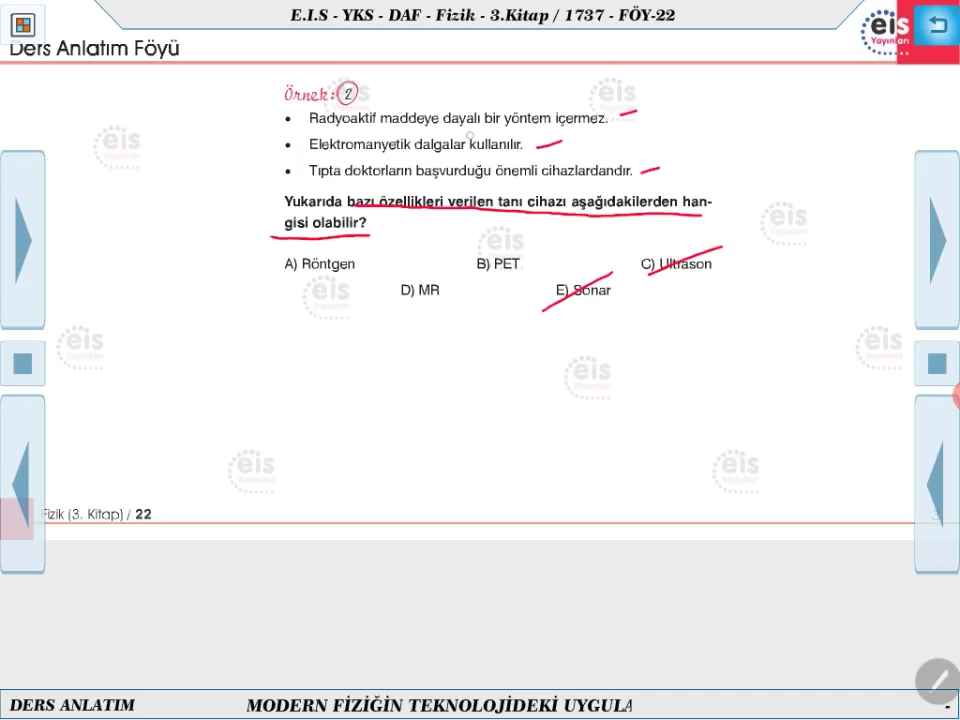 E.I.S - YKS - DAF - Fizik - 3.Kitap / 1737 - FÖY-22
eis
Yayınları
Ders Anlatım Föyü
Örnek: 2
• Radyoaktif maddeye dayalı bir yöntem içermez.
• Elektromanyetik dalgalar kullanılır.
• Tıpta doktorların başvurduğu önemli cihazlardandır.
Yukarıda bazı özellikleri verilen tanı cihazı aşağıdakilerden han-
gisi olabilir?
A) Röntgen B) PET C) Ultrason
D) MR E) Sonar
Fizik (3. Kitap) / 22
3
DERS ANLATIM MODERN FİZİĞİN TEKNOLOJİDEKİ UYGULA -